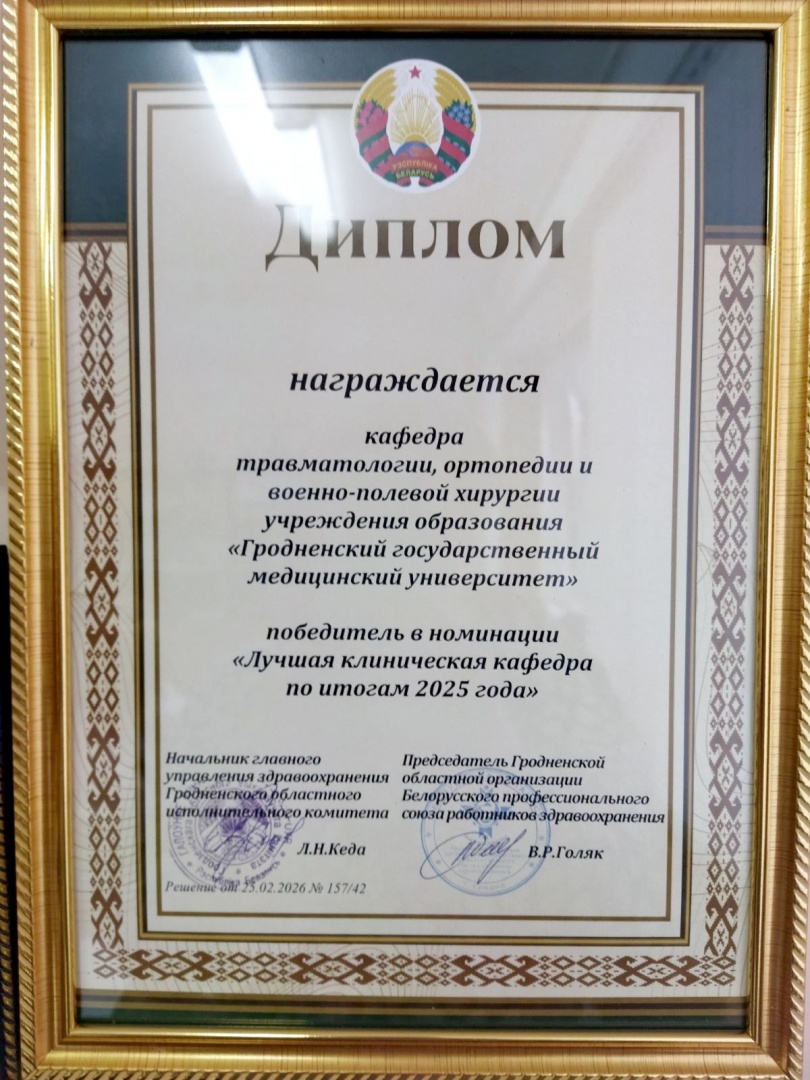 РЭСПУБЛІКА
БЕЛАРУСЬ
Диплом
награждается
кафедра
травматологии, ортопедии и
военно-полевой хирургии
учреждения образования
«Гродненский государственный
медицинский университет»
победитель в номинации
«Лучшая клиническая кафедра
по итогам 2025 года»
Начальник главного
управления здравоохранения
Гродненского областного
исполнительного комитета
Л.Н.Кеда
Председатель Гродненской
областной организации
Белорусского профессионального
союза работников здравоохранения
В.Р.Голяк
Решение от 25.02.2026 № 157/42